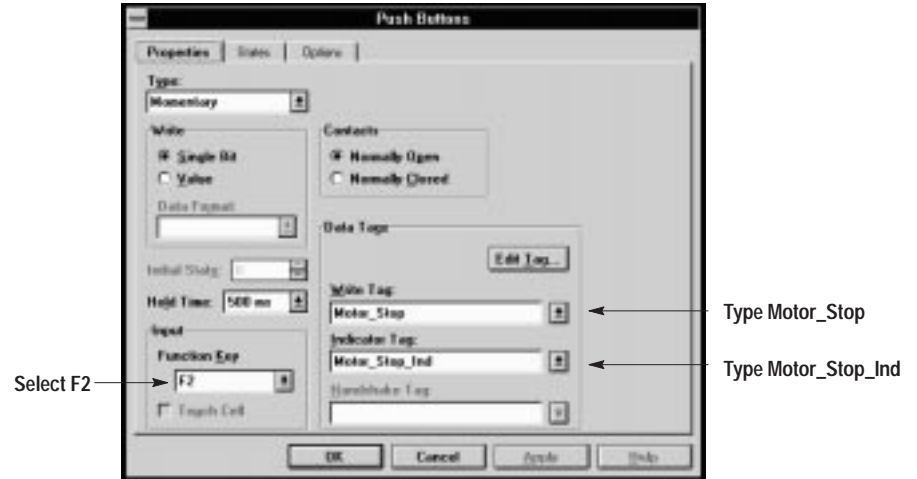 Push Buttons
Properties
States
Options
Type:
Momentary
Write
Single Bit
Value
Data Format
Contacts
Normally Open
Normally Closed
Data Tags
Edit Tag...
Initial State:
Hold Time: 500 ms
Write Tag:
Motor_Stop
Type Motor_Stop
Input
Indicator Tag:
Function Key
Motor_Stop_Ind
Type Motor_Stop_Ind
Select F2
F2
Handshake Tag
Touch Cell
OK
Cancel
Apply
Help